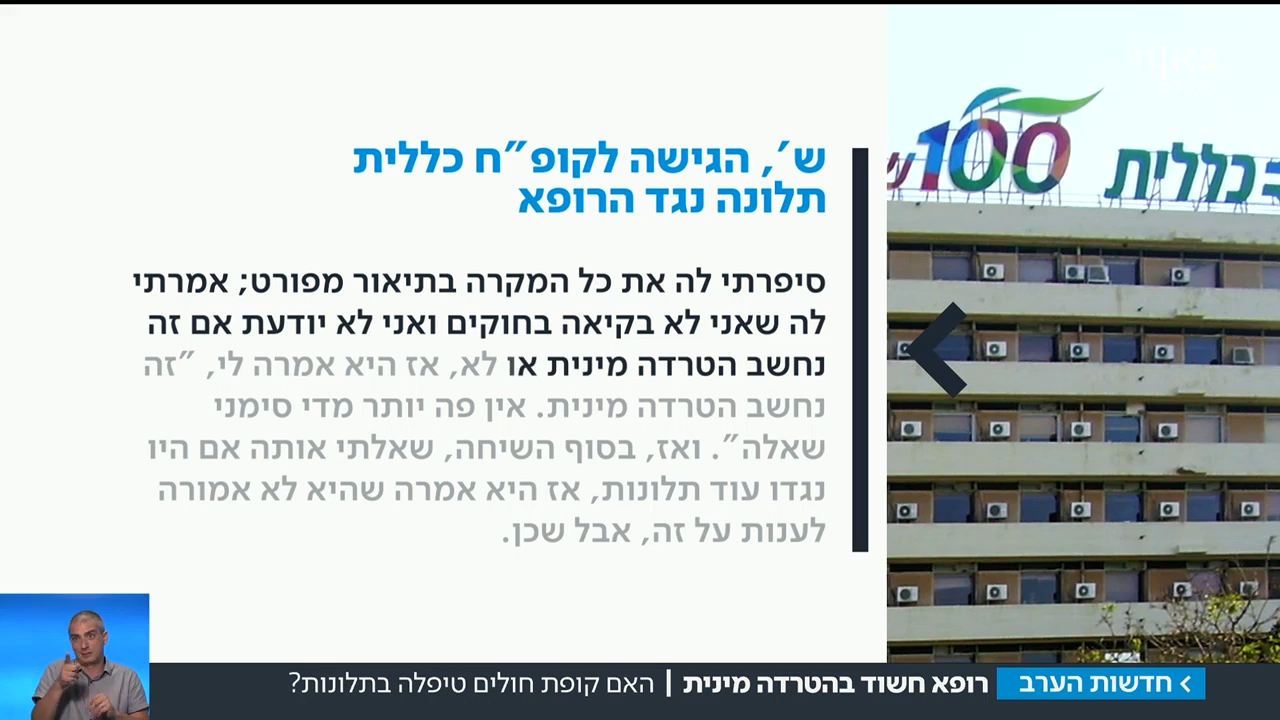 כאן 11
100 ש
כללית
ש׳, הגישה לקופ״ח כללית
תלונה נגד הרופא
סיפרתי לה את כל המקרה בתיאור מפורט; אמרתי
לה שאני לא בקיאה בחוקים ואני לא יודעת אם זה
נחשב הטרדה מינית או לא, אז היא אמרה לי, ״זה
נחשב הטרדה מינית. אין פה יותר מדי סימני
שאלה״. ואז, בסוף השיחה, שאלתי אותה אם היו
נגדו עוד תלונות, אז היא אמרה שהיא לא אמורה
לענות על זה, אבל שכן.
חדשות הערב
רופא חשוד בהטרדה מינית | האם קופת חולים טיפלה בתלונות?